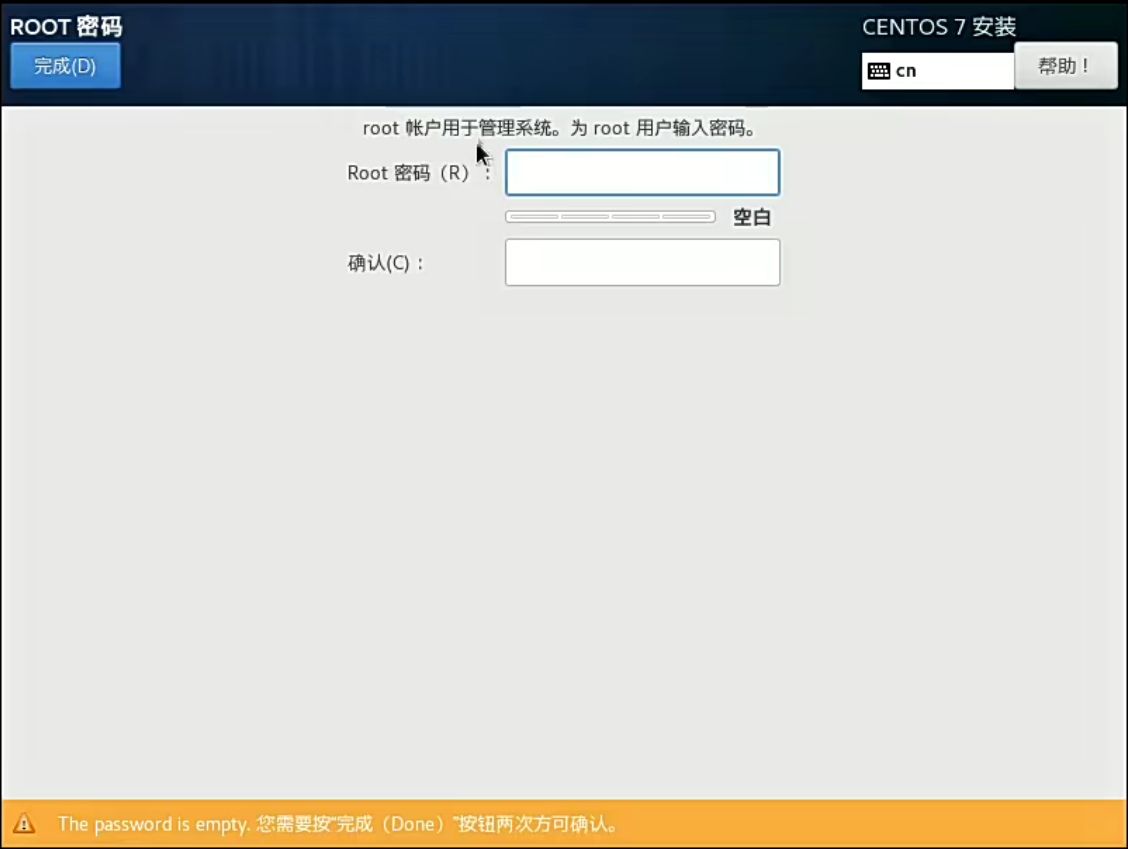 ROOT 密码
CENTOS 7 安装
完成(D)
cn
帮助！
root 帐户用于管理系统。为 root 用户输入密码。
Root 密码（R）：
空白
确认(C)：
The password is empty. 您需要按“完成（Done）”按钮两次方可确认。